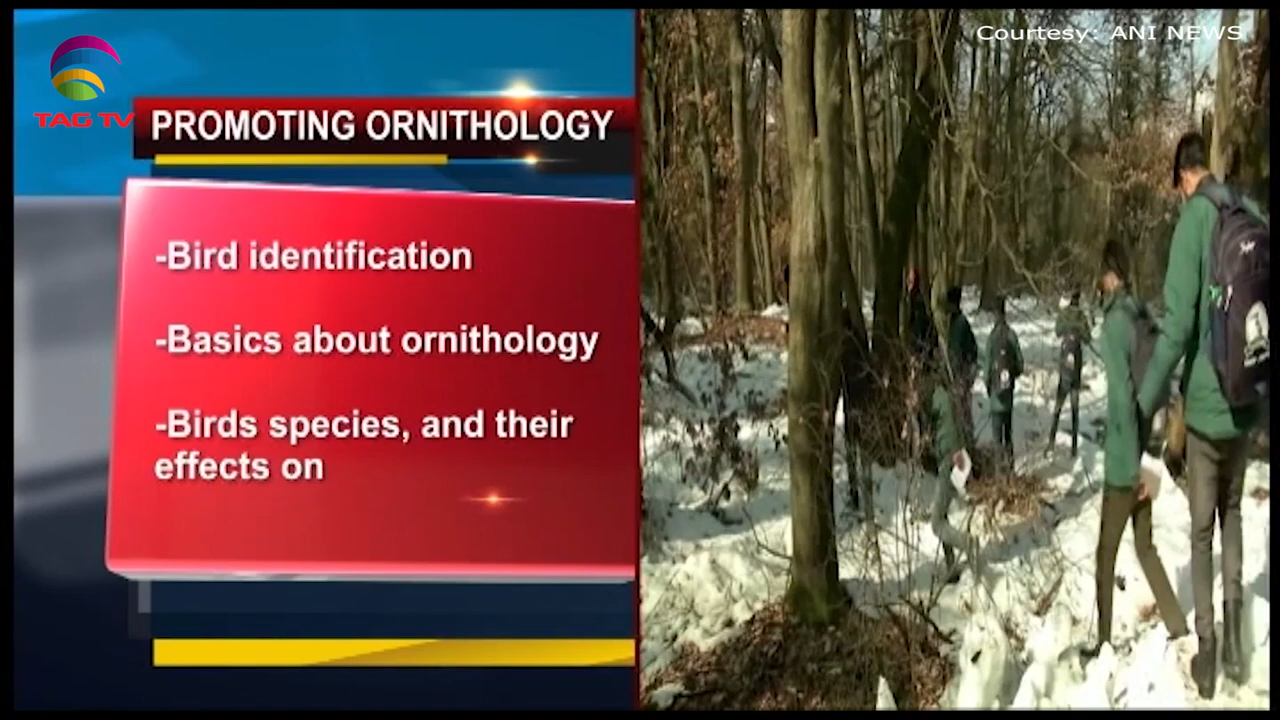 Courtesy: ANI NEWS
TAG TV
PROMOTING ORNITHOLOGY
-Bird identification
-Basics about ornithology
-Birds species, and their
effects on